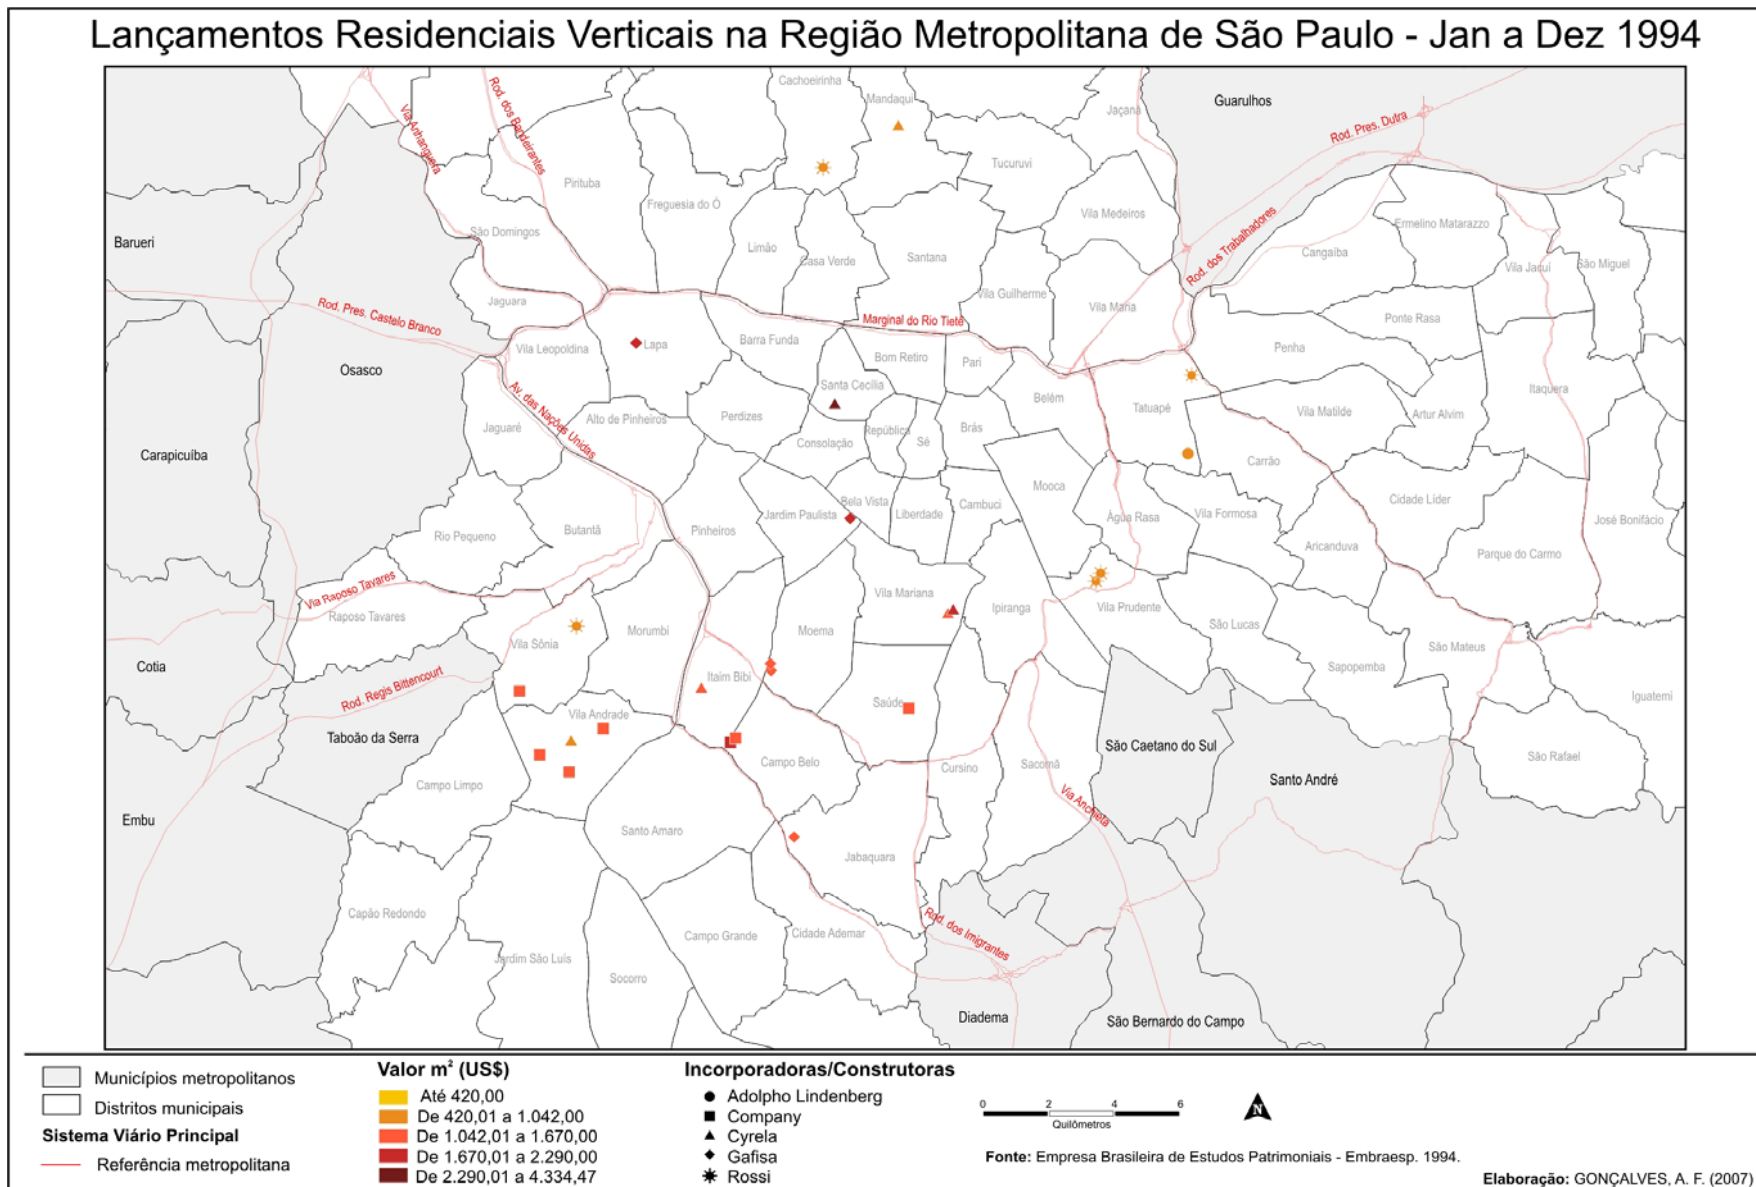 Lançamentos Residenciais Verticais na Região Metropolitana de São Paulo - Jan a Dez 1994
Cachoeirinha
Mandaqui
Jaçanã
Guarulhos
Rod. dos Bandeirantes
Via Anhanguera
Rod. Pres. Dutra
Tucuruvi
Pirituba
Freguesia do Ó
Vila Medeiros
Ermelino Matarazzo
São Domingos
Barueri
Limão
Casa Verde
Santana
Rod. dos Trabalhadores
Cangaíba
Vila Jacuí
São Miguel
Jaguara
Vila Guilherme
Vila Maria
Rod. Pres. Castelo Branco
Marginal do Rio Tietê
Ponte Rasa
Vila Leopoldina
Lapa
Barra Funda
Bom Retiro
Pari
Penha
Osasco
Santa Cecília
Belém
Tatuapé
Itaquera
Av. das Nações Unidas
Alto de Pinheiros
Perdizes
Vila Matilde
Artur Alvim
Jaguaré
Consolação
República
Sé
Brás
Carapicuíba
Carrão
Mooca
Cidade Líder
Bela Vista
Jardim Paulista
Liberdade
Cambuci
Água Rasa
Vila Formosa
José Bonifácio
Rio Pequeno
Butantã
Pinheiros
Aricanduva
Parque do Carmo
Via Raposo Tavares
Raposo Tavares
Vila Mariana
Ipiranga
Vila Prudente
São Lucas
Vila Sônia
Morumbi
Moema
São Mateus
Cotia
Sapopemba
Rod. Regis Bittencourt
Itaim Bibi
Saúde
Iguatemi
Vila Andrade
Taboão da Serra
São Caetano do Sul
São Rafael
Campo Belo
Cursino
Sacomã
Santo André
Campo Limpo
Via Anchieta
Embu
Santo Amaro
Jabaquara
Capão Redondo
Rod. dos Imigrantes
Campo Grande
Cidade Ademar
Jardim São Luís
Socorro
Diadema
São Bernardo do Campo
Municípios metropolitanos
Distritos municipais
Sistema Viário Principal
Referência metropolitana
Valor m² (US$)
Até 420,00
De 420,01 a 1.042,00
De 1.042,01 a 1.670,00
De 1.670,01 a 2.290,00
De 2.290,01 a 4.334,47
Incorporadoras/Construtoras
Adolpho Lindenberg
Company
Cyrela
Gafisa
Rossi
0 2 4 6
Quilômetros
N
Fonte: Empresa Brasileira de Estudos Patrimoniais - Embraesp. 1994.
Elaboração: GONÇALVES, A. F. (2007)